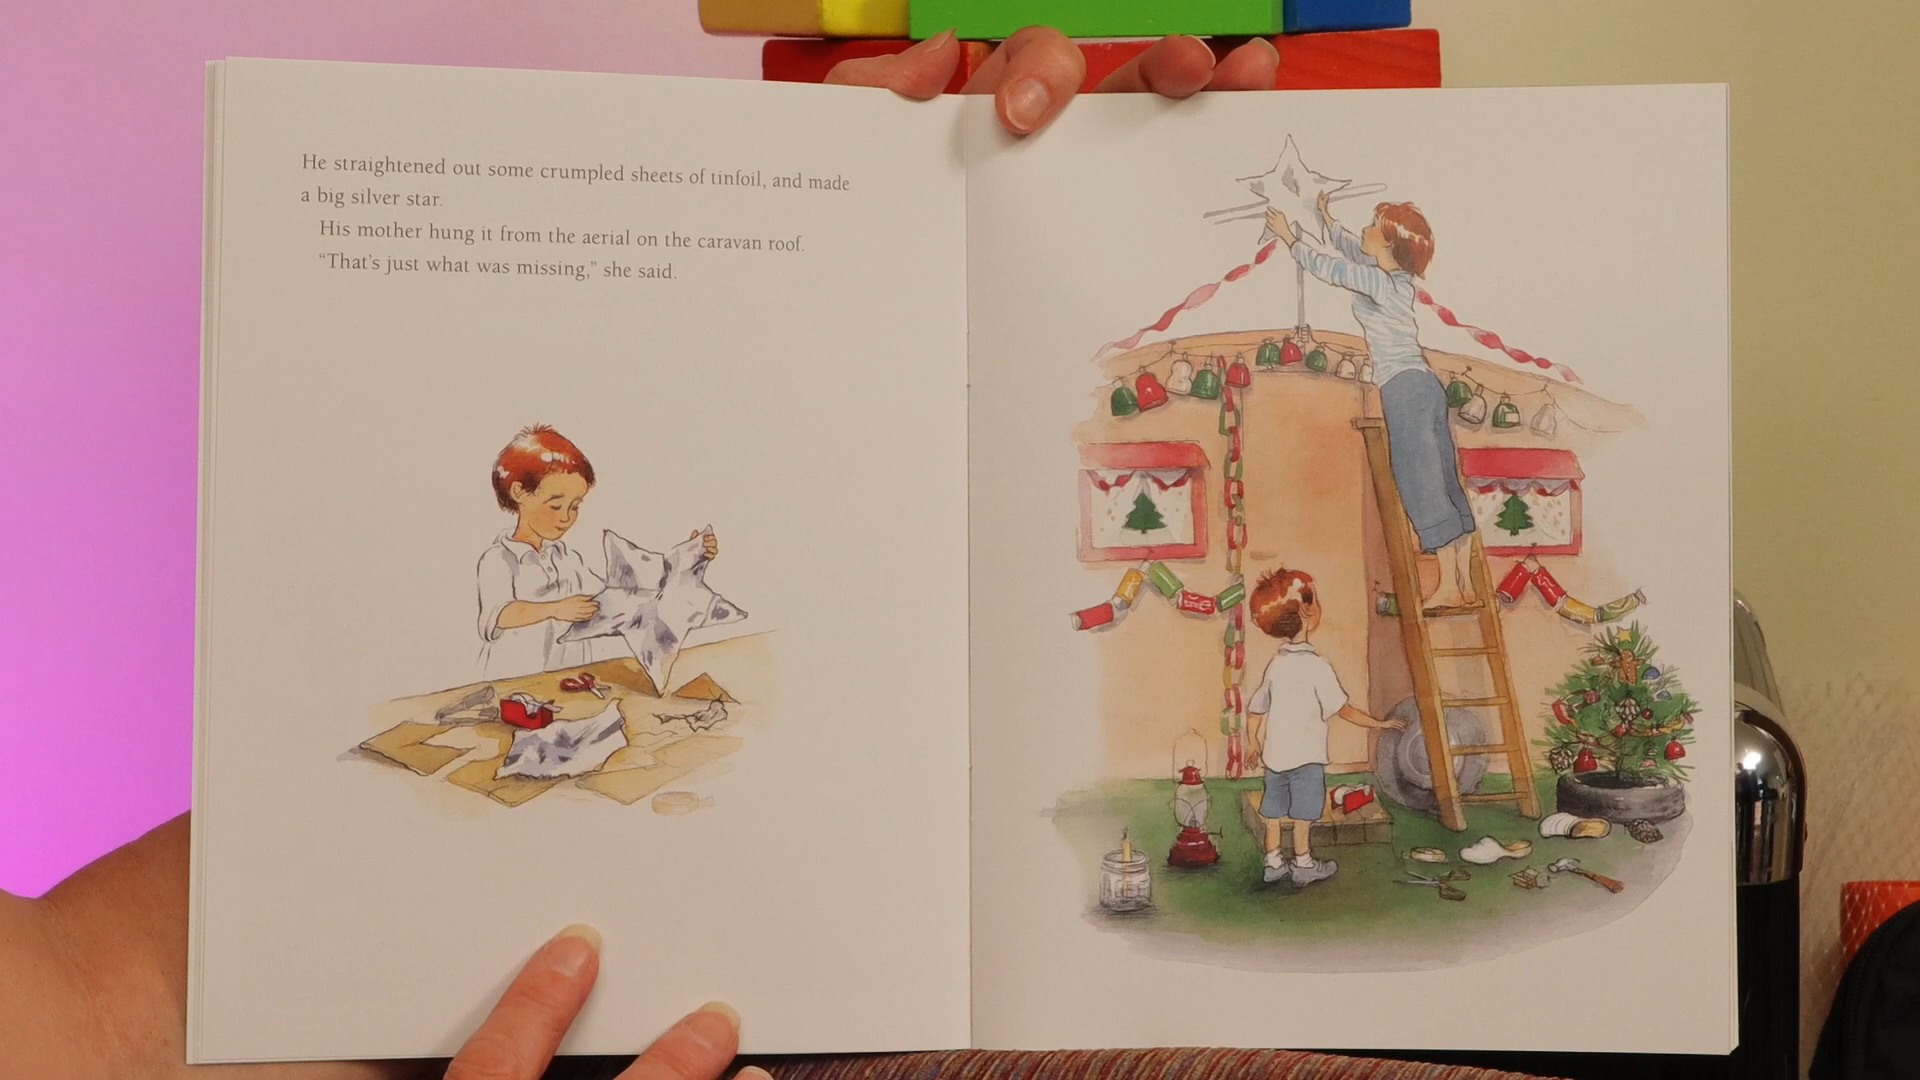 He straightened out some crumpled sheets of tinfoil, and made
a big silver star.
His mother hung it from the aerial on the caravan roof.
“That’s just what was missing,” she said.